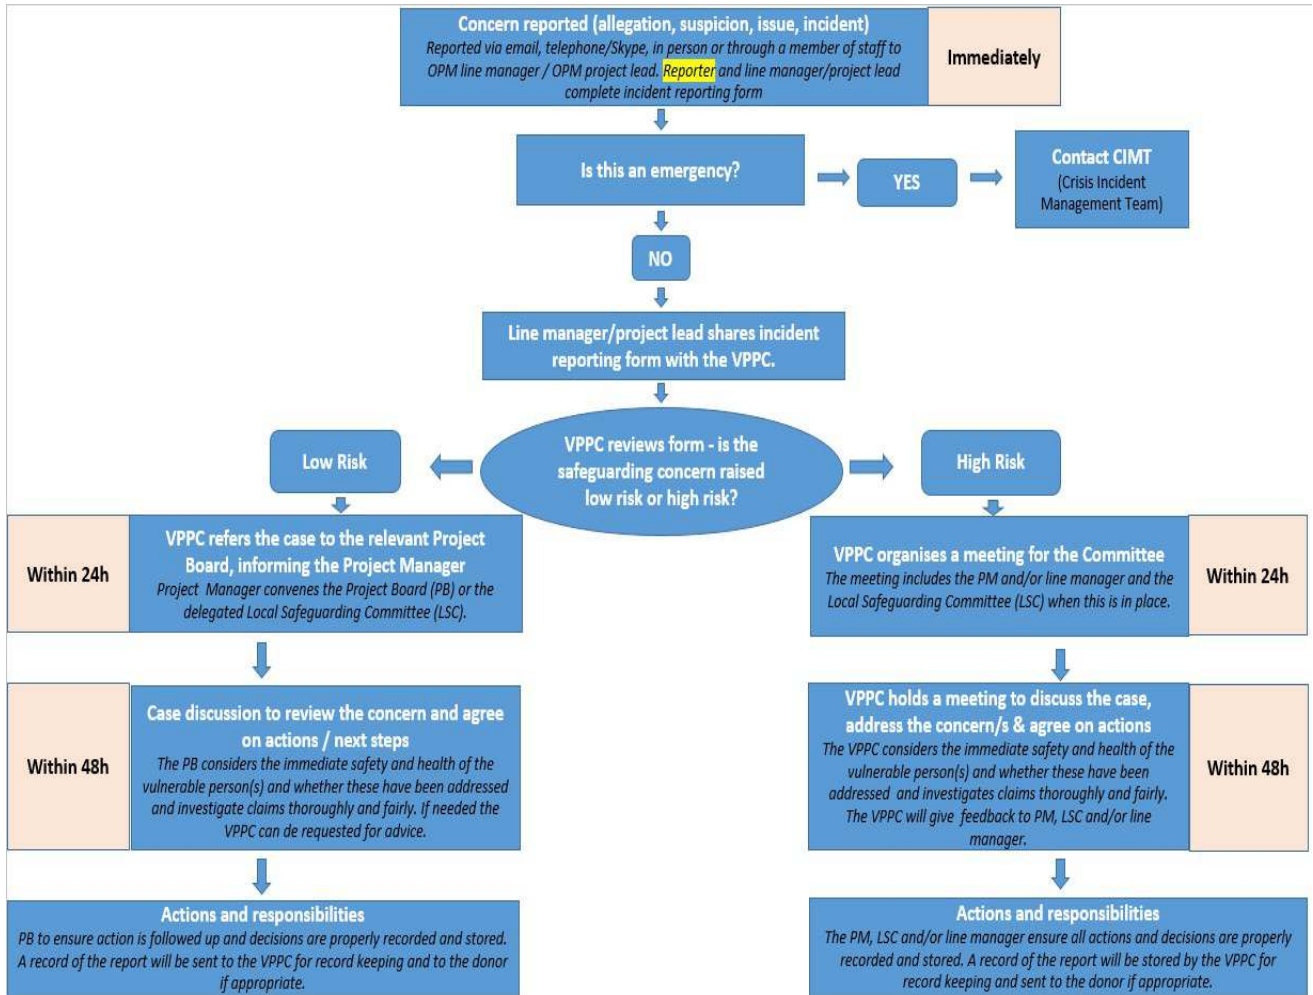 Concern reported (allegation, suspicion, issue, incident)
Reported via email, telephone/Skype, in person or through a member of staff to
OPM line manager / OPM project lead. Reporter and line manager/project lead
complete incident reporting form
Immediately
Is this an emergency?
YES
Contact CIMT
(Crisis Incident
Management Team)
NO
Line manager/project lead shares incident
reporting form with the VPPC.
VPPC reviews form - is the
safeguarding concern raised
low risk or high risk?
Low Risk
High Risk
Within 24h
VPPC refers the case to the relevant Project
Board, informing the Project Manager
Project Manager convenes the Project Board (PB) or the
delegated Local Safeguarding Committee (LSC).
VPPC organises a meeting for the Committee
The meeting includes the PM and/or line manager and the
Local Safeguarding Committee (LSC) when this is in place.
Within 24h
Within 48h
Case discussion to review the concern and agree
on actions / next steps
The PB considers the immediate safety and health of the
vulnerable person(s) and whether these have been addressed
and investigate claims thoroughly and fairly. If needed the
VPPC can de requested for advice.
VPPC holds a meeting to discuss the case,
address the concern/s & agree on actions
The VPPC considers the immediate safety and health of the
vulnerable person(s) and whether these have been
addressed and investigates claims thoroughly and fairly.
The VPPC will give feedback to PM, LSC and/or line
manager.
Within 48h
Actions and responsibilities
PB to ensure action is followed up and decisions are properly recorded and stored.
A record of the report will be sent to the VPPC for record keeping and to the donor
if appropriate.
Actions and responsibilities
The PM, LSC and/or line manager ensure all actions and decisions are properly
recorded and stored. A record of the report will be stored by the VPPC for
record keeping and sent to the donor if appropriate.